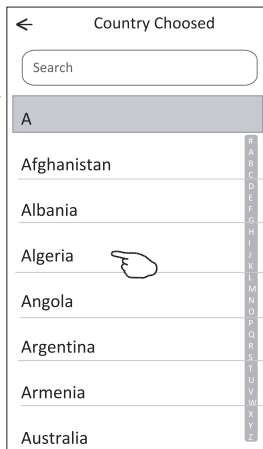 Country Choosed
Search
A
Afghanistan
Albania
Algeria
Angola
Argentina
Armenia
Australia
#
A
B
C
D
E
F
G
H
I
J
K
L
M
N
O
P
Q
R
S
T
U
V
W
X
Y
Z